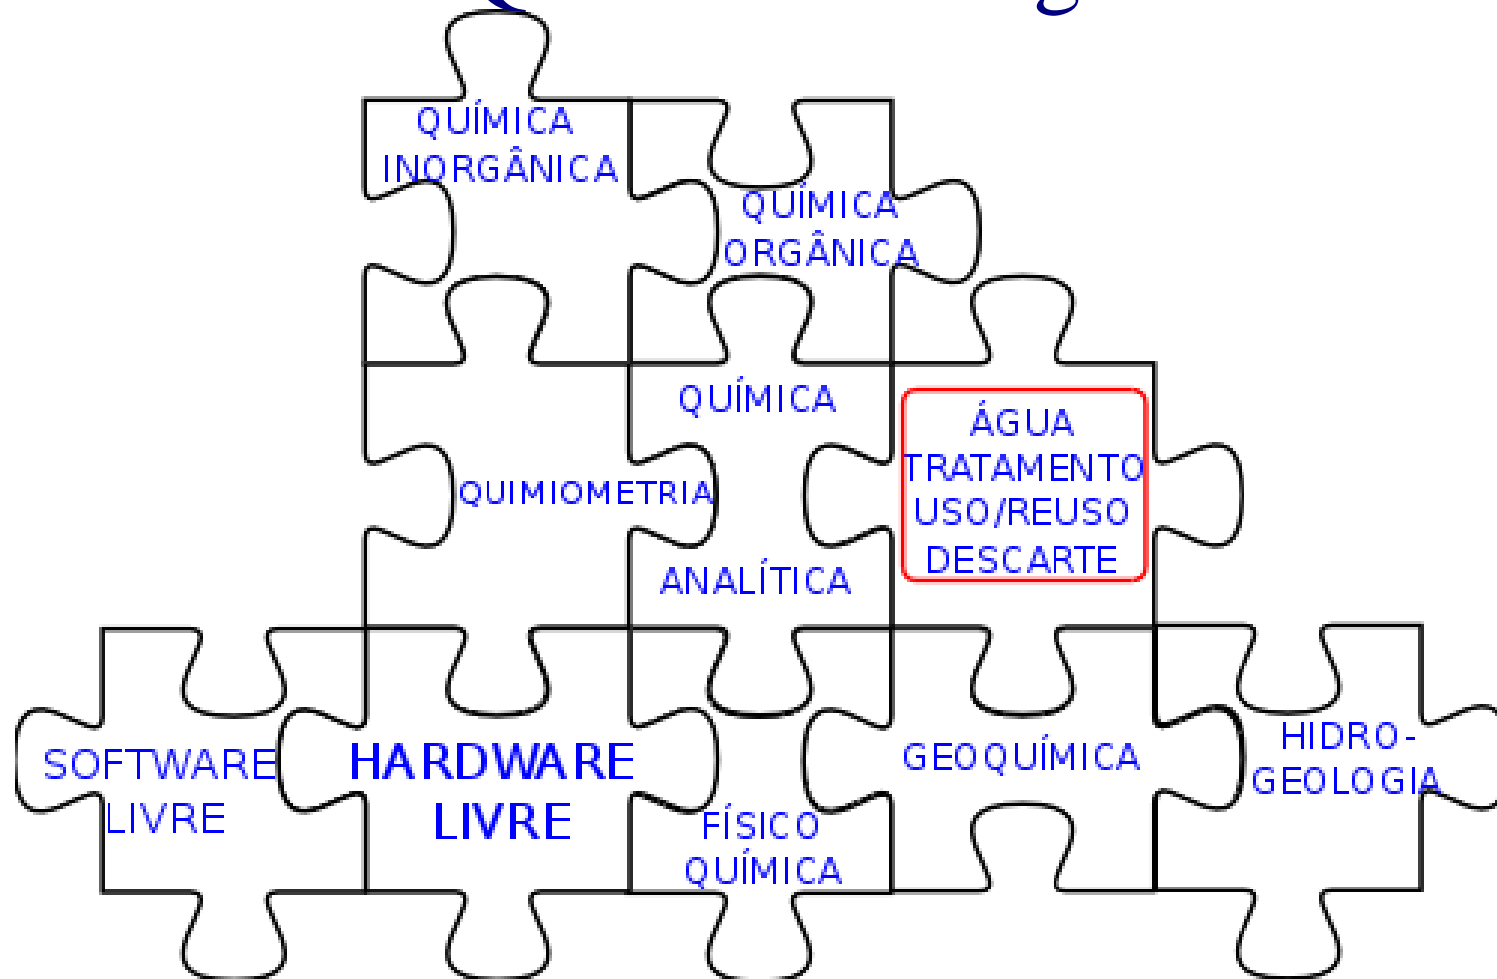 QUÍMICA
INORGÂNICA
QUÍMICA
ORGÂNICA
QUÍMICA
ANALÍTICA
QUIMIOMETRIA
ÁGUA
TRATAMENTO
USO/REUSO
DESCARTE
SOFTWARE
LIVRE
HARDWARE
LIVRE
FÍSICO
QUÍMICA
GEOQUÍMICA
HIDRO-
GEOLOGIA